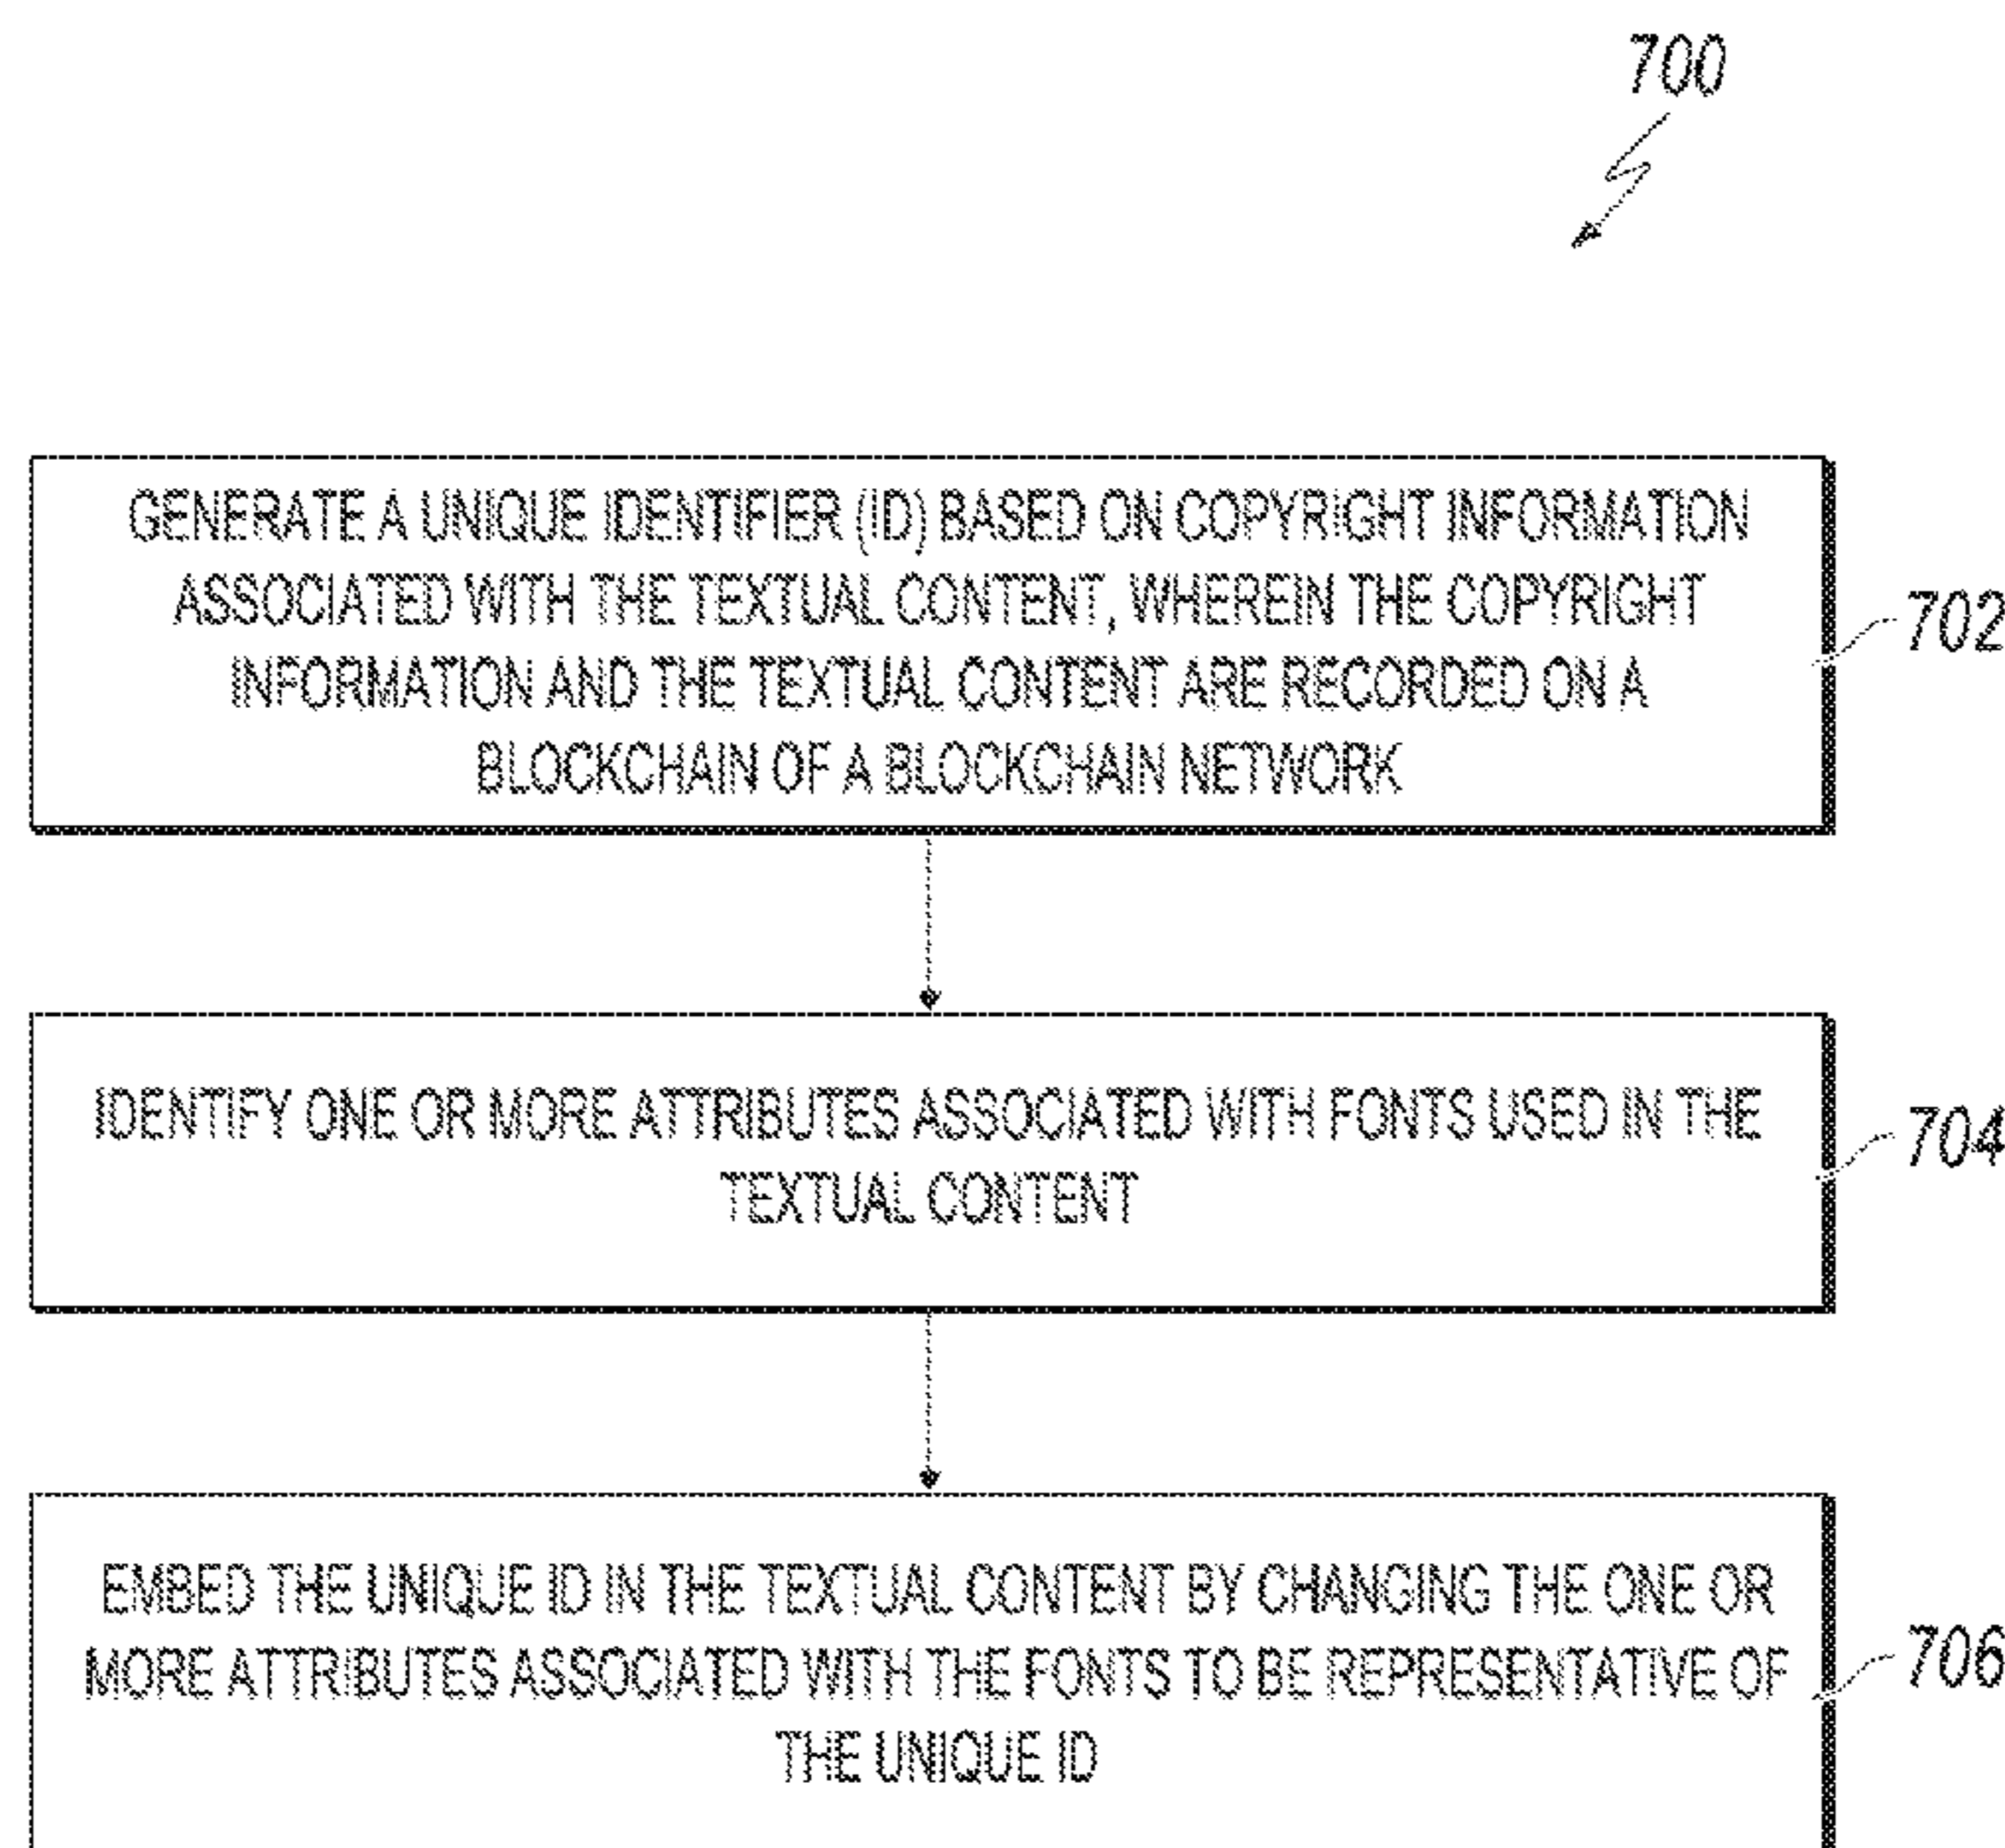 700
GENERATE A UNIQUE IDENTIFIER (ID) BASED ON COPYRIGHT INFORMATION
ASSOCIATED WITH THE TEXTUAL CONTENT, WHEREIN THE COPYRIGHT
INFORMATION AND THE TEXTUAL CONTENT ARE RECORDED ON A
BLOCKCHAIN OF A BLOCKCHAIN NETWORK
702
IDENTIFY ONE OR MORE ATTRIBUTES ASSOCIATED WITH FONTS USED IN THE
TEXTUAL CONTENT
704
EMBED THE UNIQUE ID IN THE TEXTUAL CONTENT BY CHANGING THE ONE OR
MORE ATTRIBUTES ASSOCIATED WITH THE FONTS TO BE REPRESENTATIVE OF
THE UNIQUE ID
706